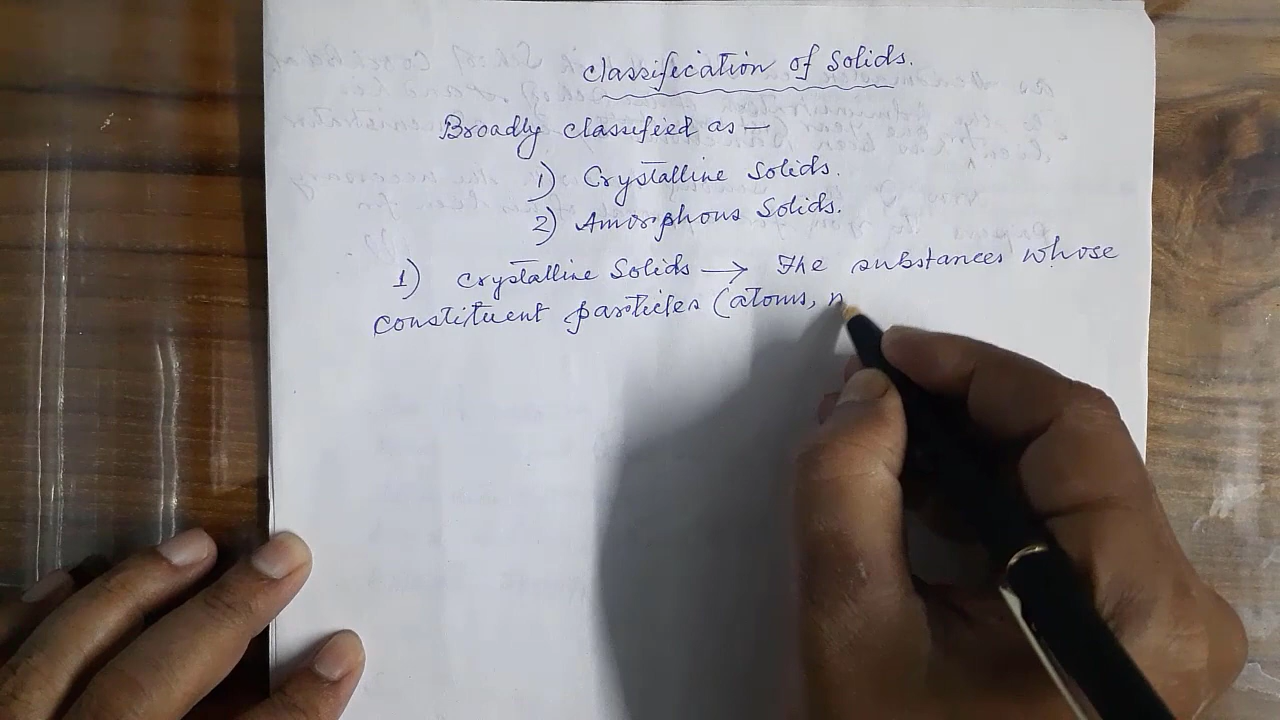 Classification of Solids.
Broadly classified as —
1) Crystalline Solids.
2) Amorphous Solids.
1) Crystalline Solids → The substances whose
constituent particles (atoms, m